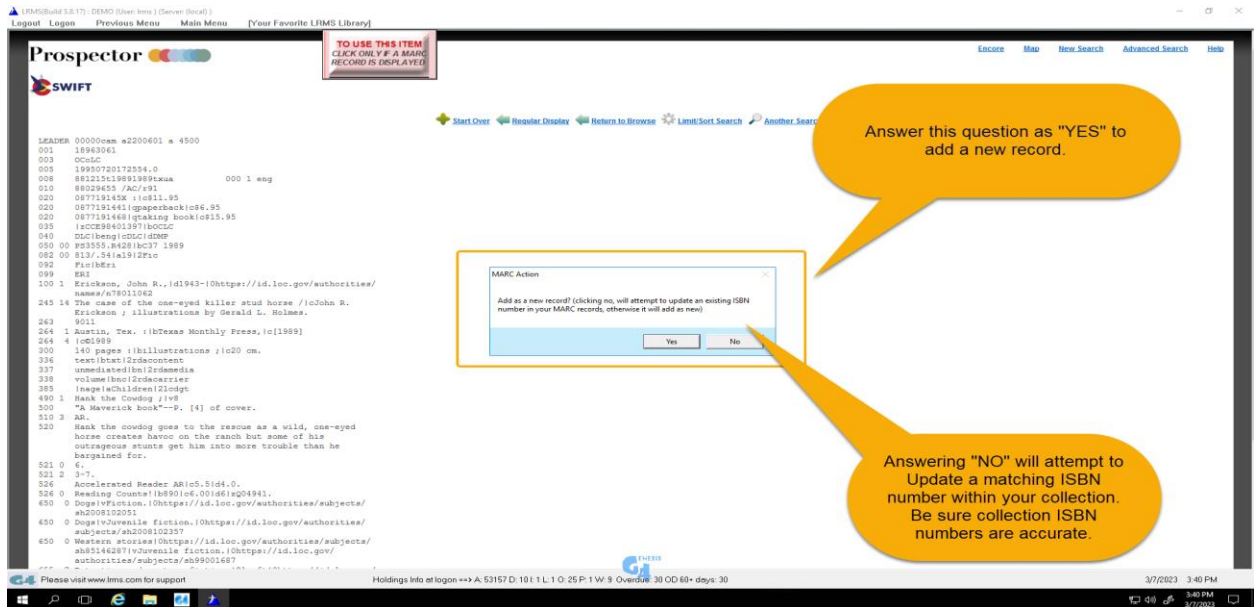 LRMS(Build 3.8.17) : DEMO (User: lrms ) (Server: (local) )
Logout Logon Previous Menu Main Menu [Your Favorite LRMS Library]
TO USE THIS ITEM
CLICK ONLY IF A MARC
RECORD IS DISPLAYED
Prospector
Encore Map New Search Advanced Search Help
SWIFT
Start Over Regular Display Return to Browse Limit/Sort Search Another Search
Answer this question as "YES" to
add a new record.
LEADER 00000cam a2200601 a 4500
001 18963061
003 OCoLC
005 19950720172554.0
008 881215t19891989txua 000 1 eng
010 88029655 /AC/r91
020 087719145X :|c$11.95
020 0877191441|qpaperback|c$6.95
020 0877191468|qtaking book|c$15.95
035 |zCCE98401397|bOCLC
040 DLC|beng|cDLC|dDMP
050 00 PS3555.R428|bC37 1989
082 00 813/.54|a19|2Fic
092 Fic|bEri
099 ERI
100 1 Erickson, John R.,|d1943-|0https://id.loc.gov/authorities/
names/n78011062
245 14 The case of the one-eyed killer stud horse /|cJohn R.
Erickson ; illustrations by Gerald L. Holmes.
263 9011
264 1 Austin, Tex. :|bTexas Monthly Press,|c[1989]
264 4 |c©1989
300 140 pages :|billustrations ;|c20 cm.
336 text|btxt|2rdacontent
337 unmediated|bn|2rdamedia
338 volume|bnc|2rdacarrier
385 |nage|aChildren|2lcdgt
490 1 Hank the Cowdog ;|v8
500 "A Maverick book"--P. [4] of cover.
510 3 AR.
520 Hank the cowdog goes to the rescue as a wild, one-eyed
horse creates havoc on the ranch but some of his
outrageous stunts get him into more trouble than he
bargained for.
521 0 6.
521 2 3-7.
526 Accelerated Reader AR|c5.5|d4.0.
526 0 Reading Counts!|b890|c6.00|d6|zQ04941.
650 0 Dogs|vFiction.|0https://id.loc.gov/authorities/subjects/
sh2008102051
650 0 Dogs|vJuvenile fiction.|0https://id.loc.gov/authorities/
subjects/sh2008102357
650 0 Western stories|0https://id.loc.gov/authorities/subjects/
sh85146287|vJuvenile fiction.|0https://id.loc.gov/
authorities/subjects/sh99001687
MARC Action
Add as a new record? (clicking no, will attempt to update an existing ISBN
number in your MARC records, otherwise it will add as new)
Yes No
Answering "NO" will attempt to
Update a matching ISBN
number within your collection.
Be sure collection ISBN
numbers are accurate.
GENESIS
G4
G4 Please visit www.lrms.com for support Holdings Info at logon ==> A: 53157 D: 10 I: 1 L: 1 O: 25 P: 1 W: 9 Overdue: 30 OD 60+ days: 30 3/7/2023 3:40 PM
3:40 PM
3/7/2023